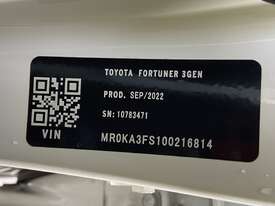 TOYOTA FORTUNER 3GEN
PROD. SEP/2022
SN: 10783471
VIN
MR0KA3FS100216814